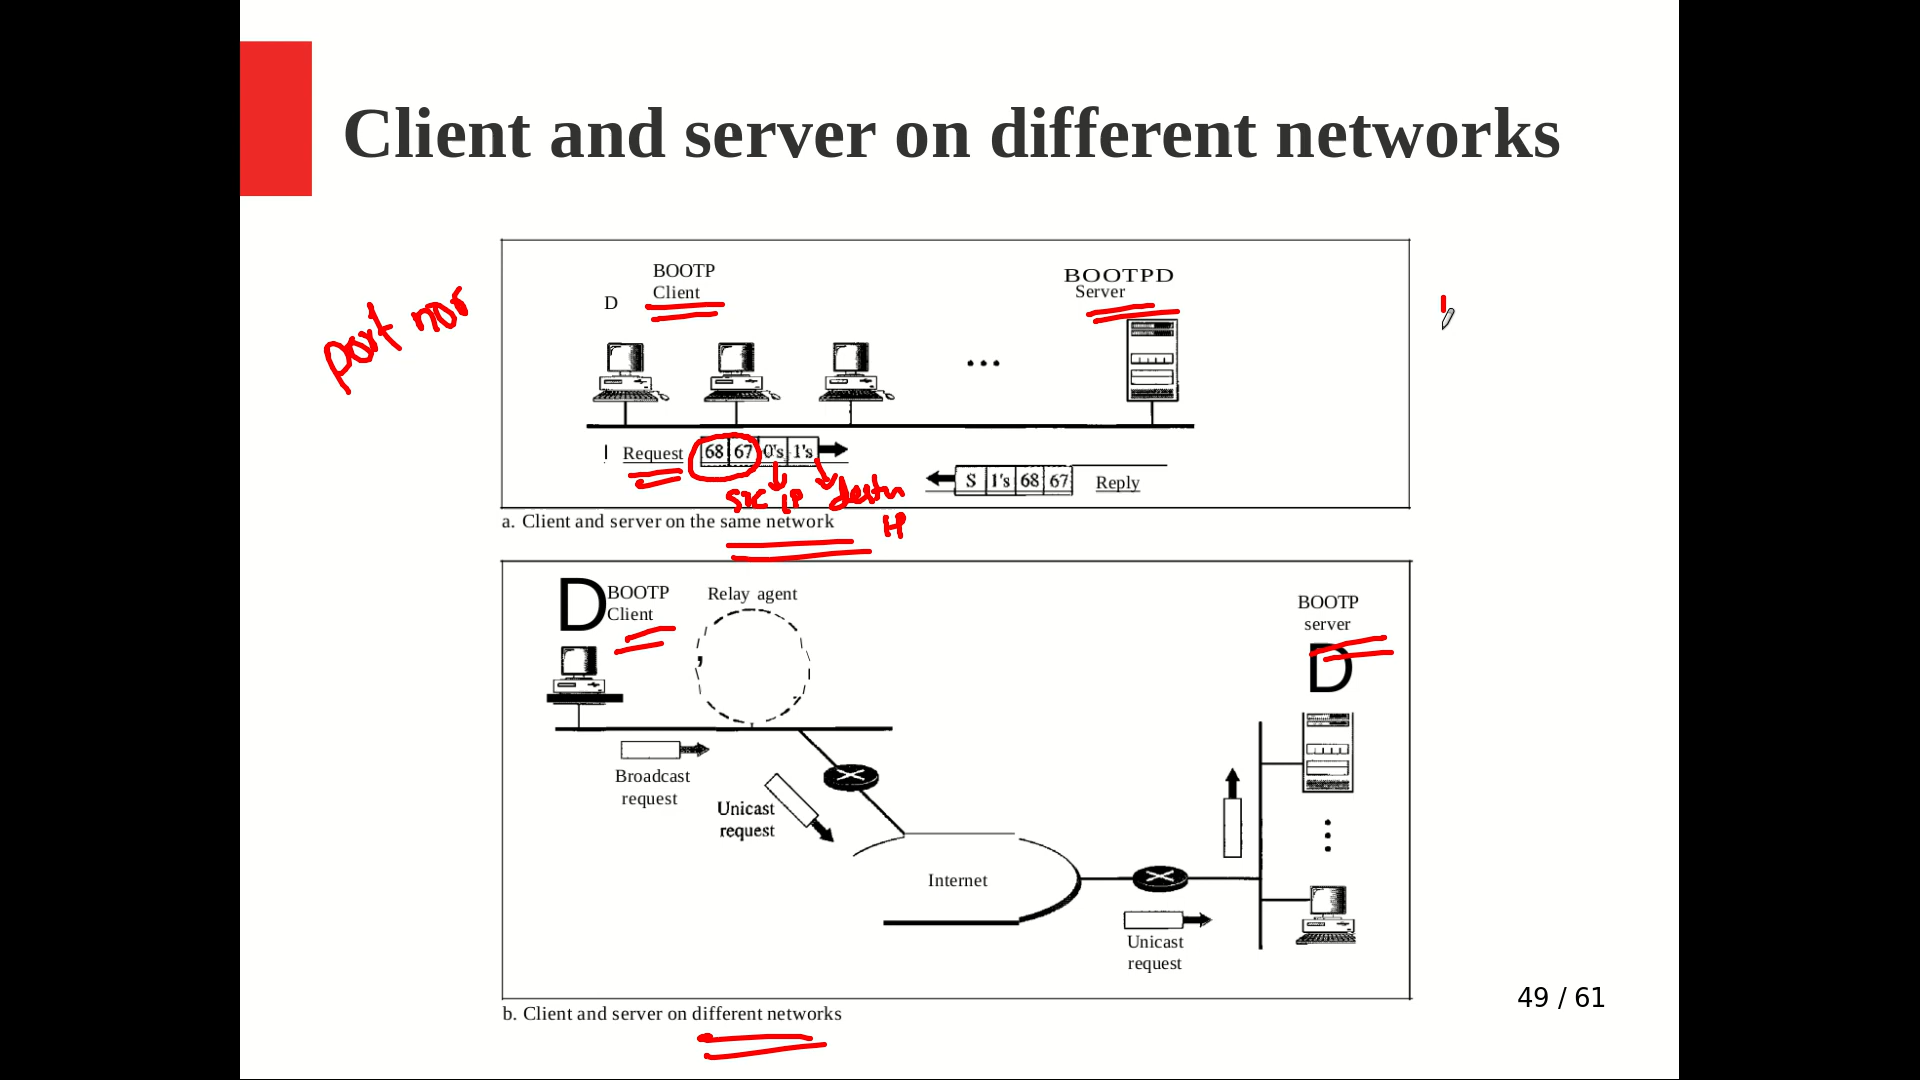 Client and server on different networks
BOOTP
Client
D
BOOTPD
Server
port nos
Request 68 67 0's 1's
S 1's 68 67 Reply
src IP destn
IP
a. Client and server on the same network
D BOOTP
Client
Relay agent
BOOTP
server
D
Broadcast
request
Unicast
request
Internet
Unicast
request
b. Client and server on different networks
49 / 61